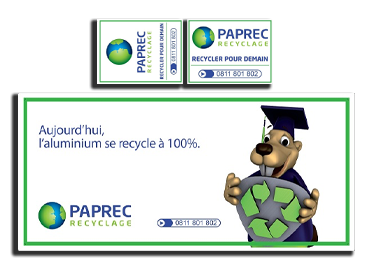 PAPREC
RECYCLAGE
RECYCLER POUR DEMAIN
0811 801 802
PAPREC
RECYCLAGE
RECYCLER POUR DEMAIN
0811 801 802
Aujourd'hui,
l'aluminium se recycle à 100%.
PAPREC
RECYCLAGE
0811 801 802